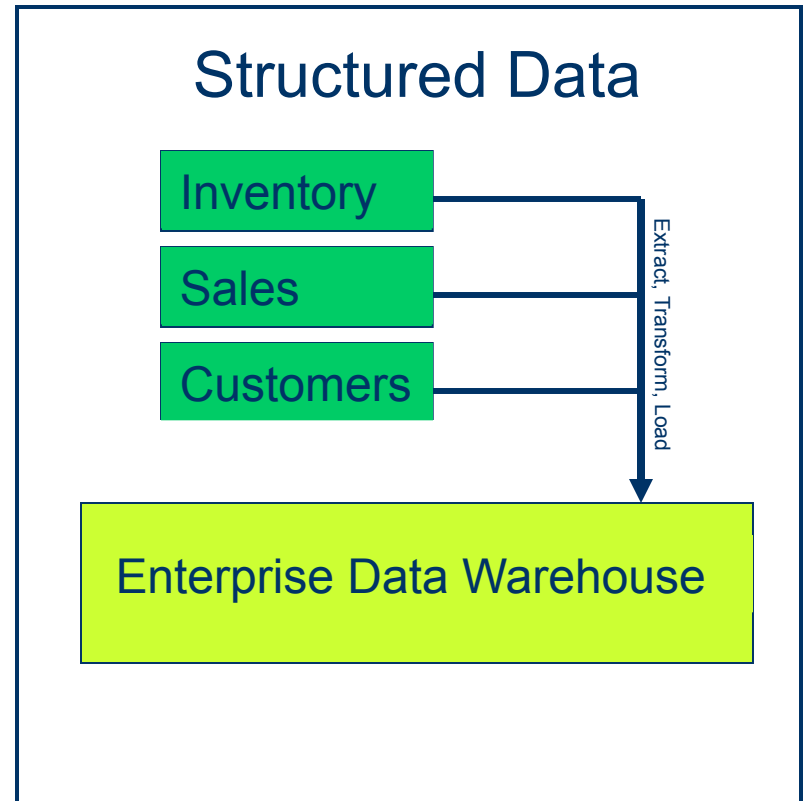 Structured Data
Inventory
Sales
Customers
Extract, Transform, Load
Enterprise Data Warehouse